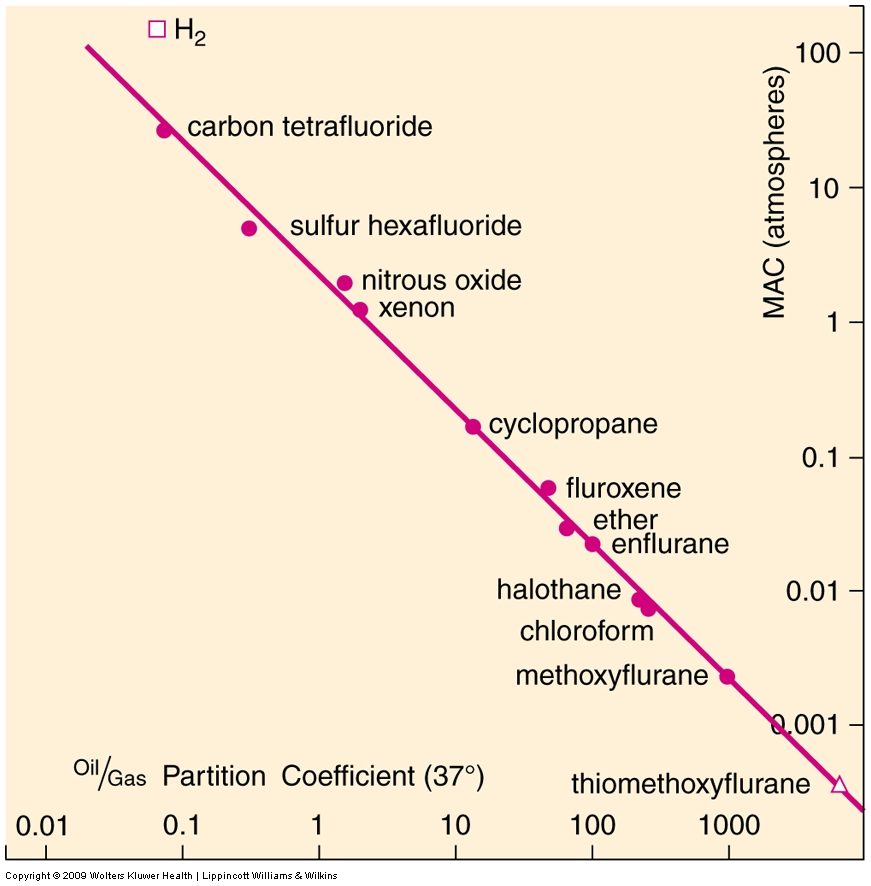 H2
100
carbon tetrafluoride
MAC (atmospheres)
10
sulfur hexafluoride
nitrous oxide
xenon
1
cyclopropane
0.1
fluroxene
ether
enflurane
halothane
0.01
chloroform
methoxyflurane
0.001
Oil/Gas Partition Coefficient (37°)
thiomethoxyflurane
0.01 0.1 1 10 100 1000
Copyright © 2009 Wolters Kluwer Health | Lippincott Williams & Wilkins